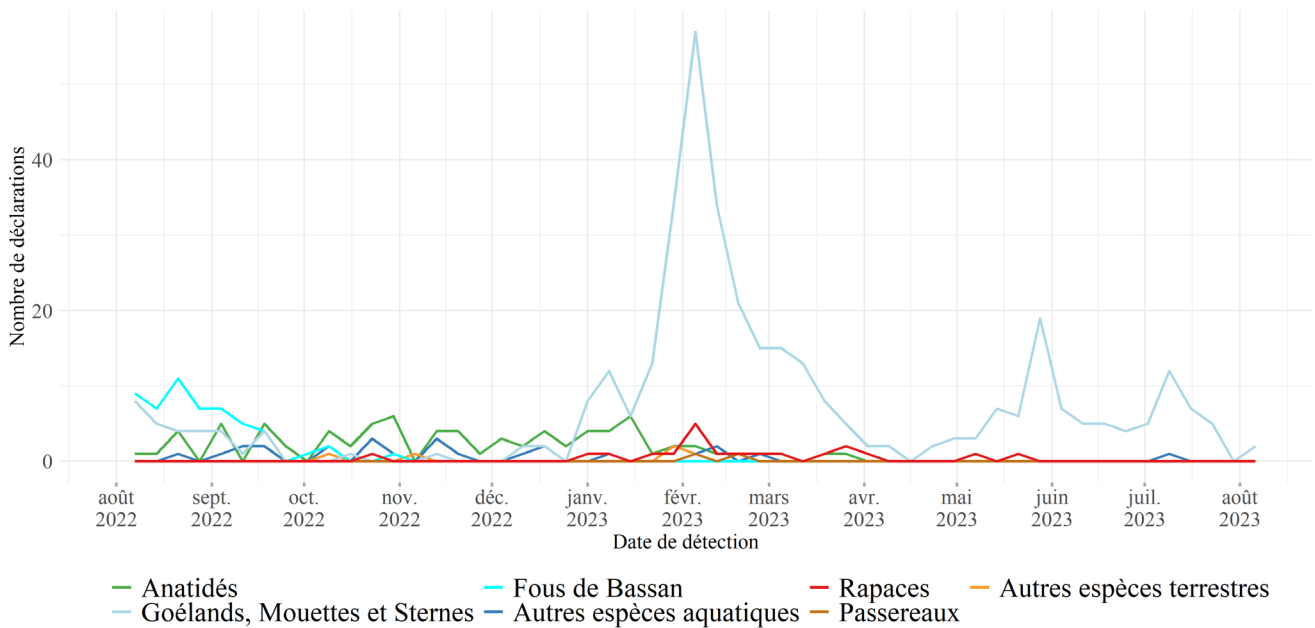 Nombre de déclarations
40
20
0
août sept. oct. nov. déc. janv. févr. mars avr. mai juin juil. août
2022 2022 2022 2022 2022 2023 2023 2023 2023 2023 2023 2023 2023
Date de détection
Anatidés Fous de Bassan Rapaces Autres espèces terrestres
Goélands, Mouettes et Sternes Autres espèces aquatiques Passereaux